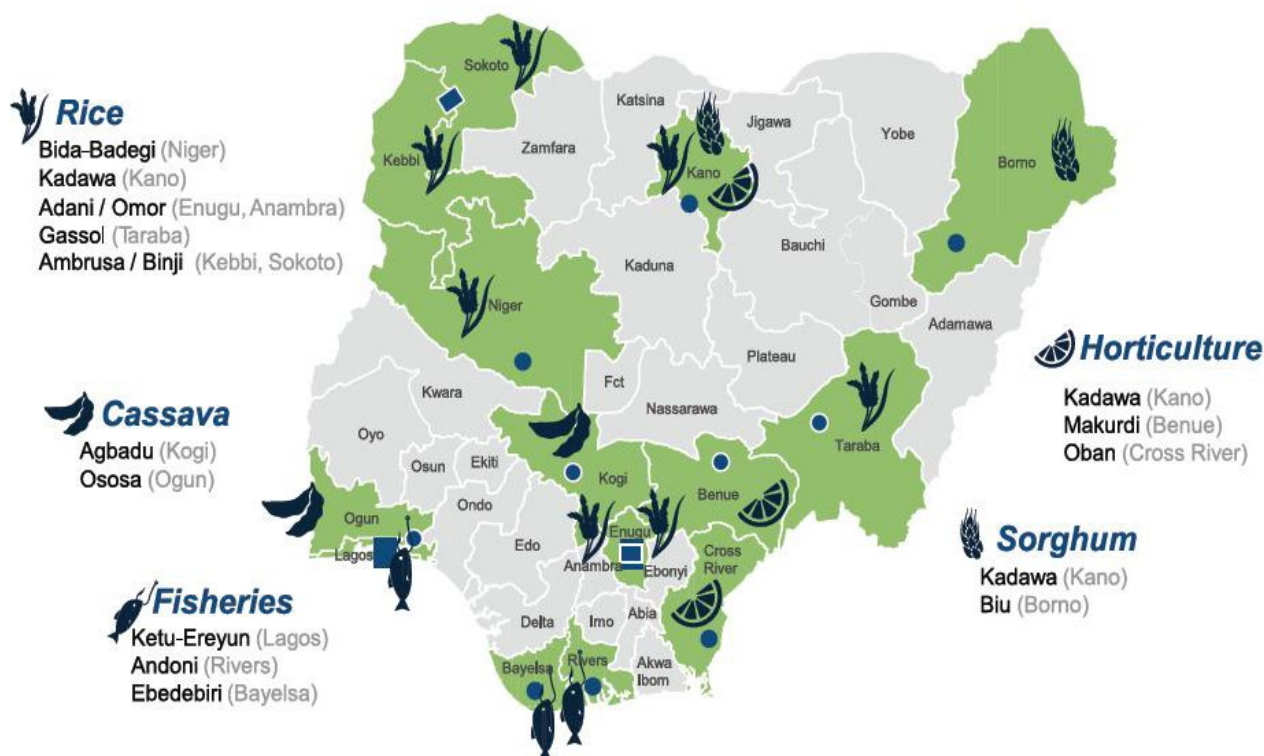 Rice
Bida-Badegi (Niger)
Kadawa (Kano)
Adani / Omor (Enugu, Anambra)
Gassol (Taraba)
Ambrusa / Binji (Kebbi, Sokoto)
Cassava
Agbadu (Kogi)
Ososa (Ogun)
Fisheries
Ketu-Ereyun (Lagos)
Andoni (Rivers)
Ebedebiri (Bayelsa)
Sokoto
Katsina
Jigawa
Yobe
Borno
Kebbi
Zamfara
Kano
Bauchi
Kaduna
Gombe
Adamawa
Niger
Plateau
Fct
Kwara
Nassarawa
Taraba
Oyo
Osun
Ekiti
Kogi
Benue
Ogun
Ondo
Enugu
Lagos
Edo
Anambra
Ebonyi
Cross
River
Delta
Imo
Abia
Bayelsa
Rivers
Akwa
Ibom
Horticulture
Kadawa (Kano)
Makurdi (Benue)
Oban (Cross River)
Sorghum
Kadawa (Kano)
Biu (Borno)